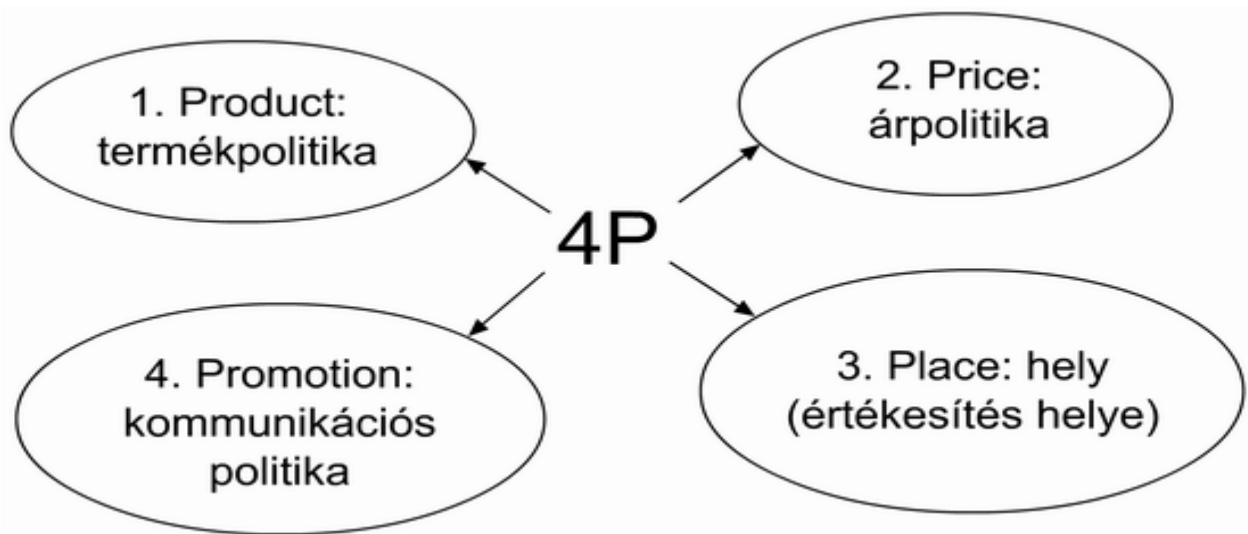 1. Product:
termékpolitika
2. Price:
árpolitika
4P
3. Place: hely
(értékesítés helye)
4. Promotion:
kommunikációs
politika